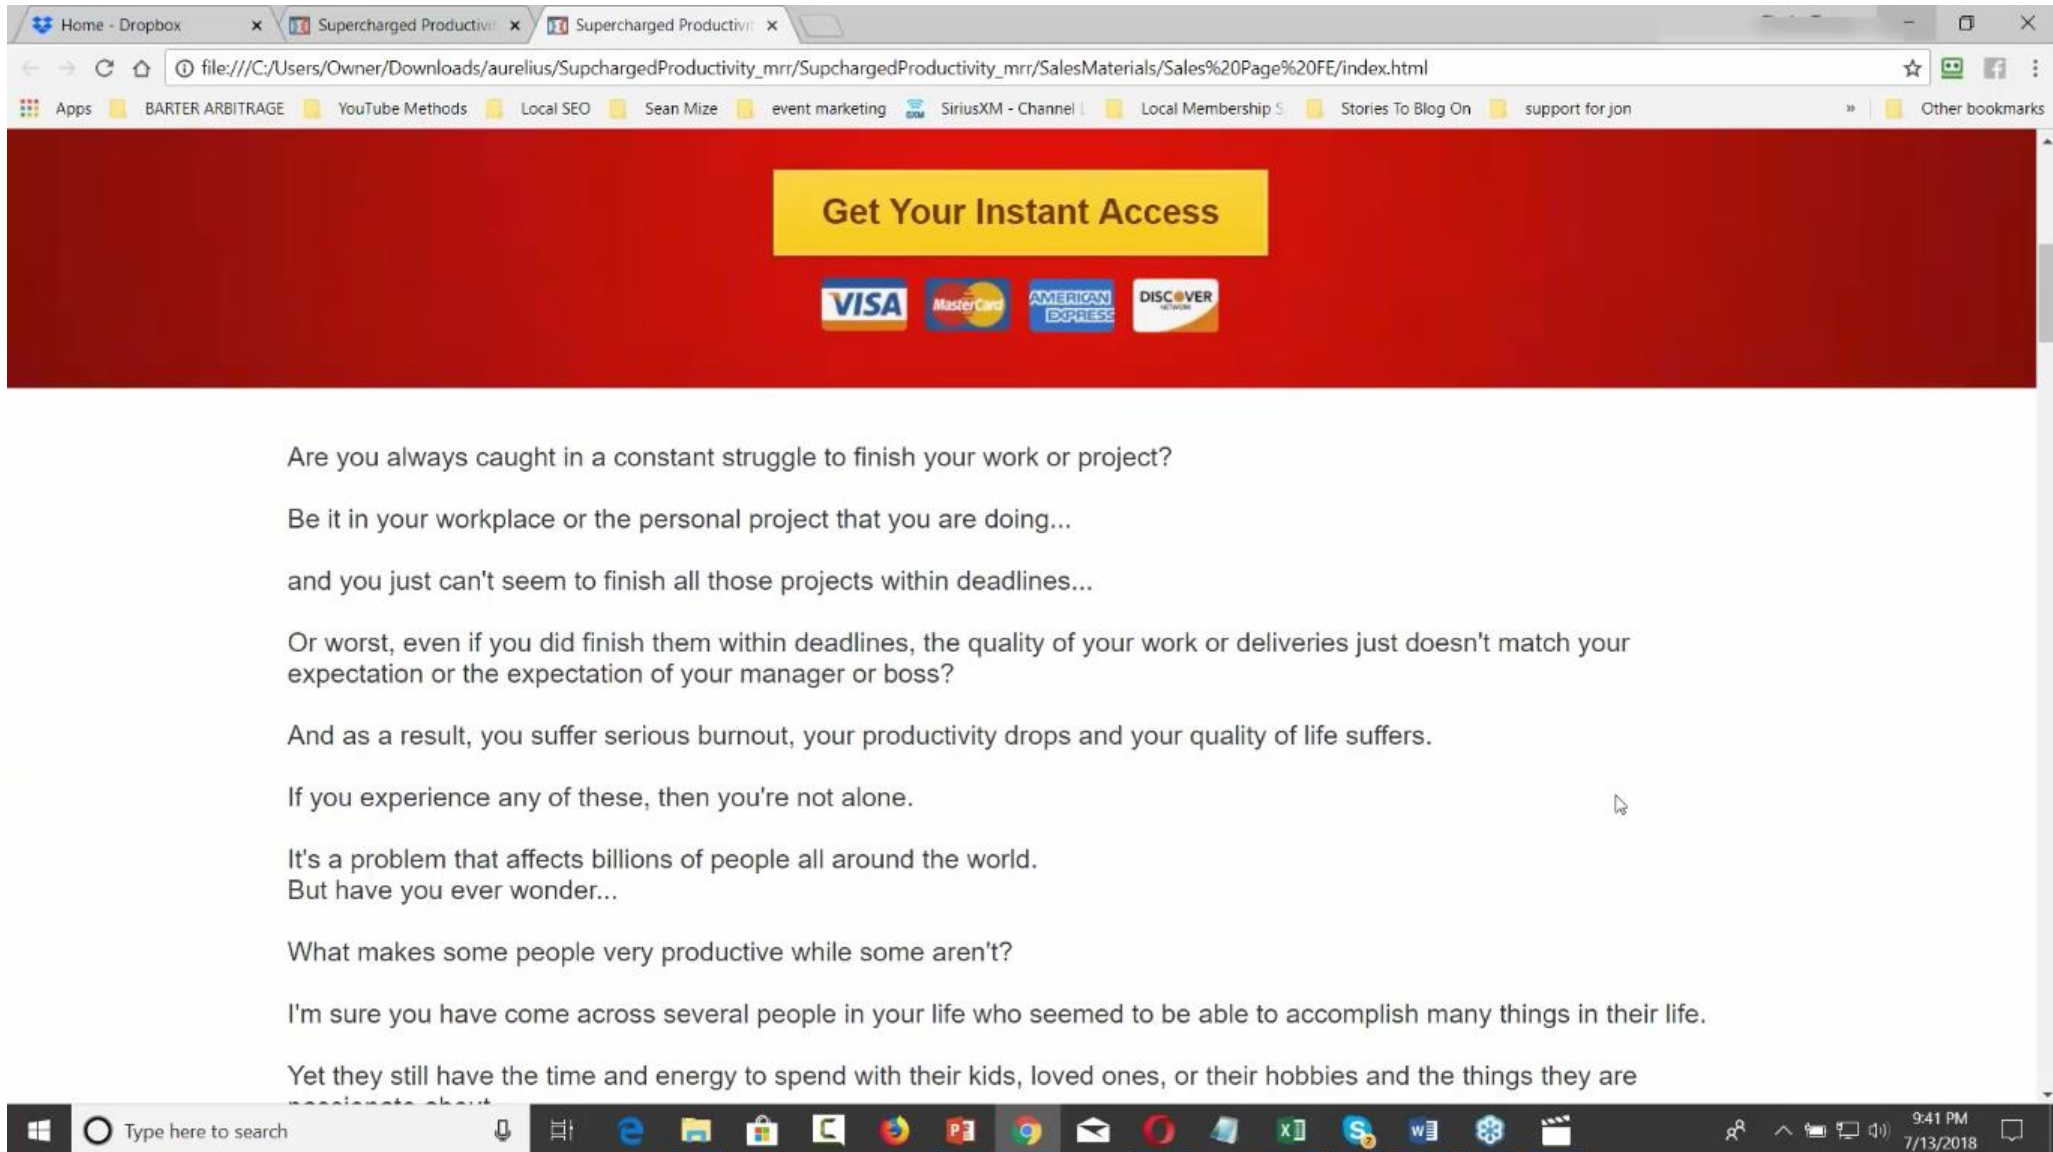 Home - Dropbox
Supercharged Productivi
Supercharged Productivi
file:///C:/Users/Owner/Downloads/aurelius/SupchargedProductivity_mrr/SupchargedProductivity_mrr/SalesMaterials/Sales%20Page%20FE/index.html
Apps BARTER ARBITRAGE YouTube Methods Local SEO Sean Mize event marketing SiriusXM - Channel Local Membership S Stories To Blog On support for jon » Other bookmarks
Get Your Instant Access
VISA MasterCard AMERICAN EXPRESS DISCOVER NETWORK
Are you always caught in a constant struggle to finish your work or project?
Be it in your workplace or the personal project that you are doing...
and you just can't seem to finish all those projects within deadlines...
Or worst, even if you did finish them within deadlines, the quality of your work or deliveries just doesn't match your
expectation or the expectation of your manager or boss?
And as a result, you suffer serious burnout, your productivity drops and your quality of life suffers.
If you experience any of these, then you're not alone.
It's a problem that affects billions of people all around the world.
But have you ever wonder...
What makes some people very productive while some aren't?
I'm sure you have come across several people in your life who seemed to be able to accomplish many things in their life.
Yet they still have the time and energy to spend with their kids, loved ones, or their hobbies and the things they are
Type here to search
9:41 PM
7/13/2018